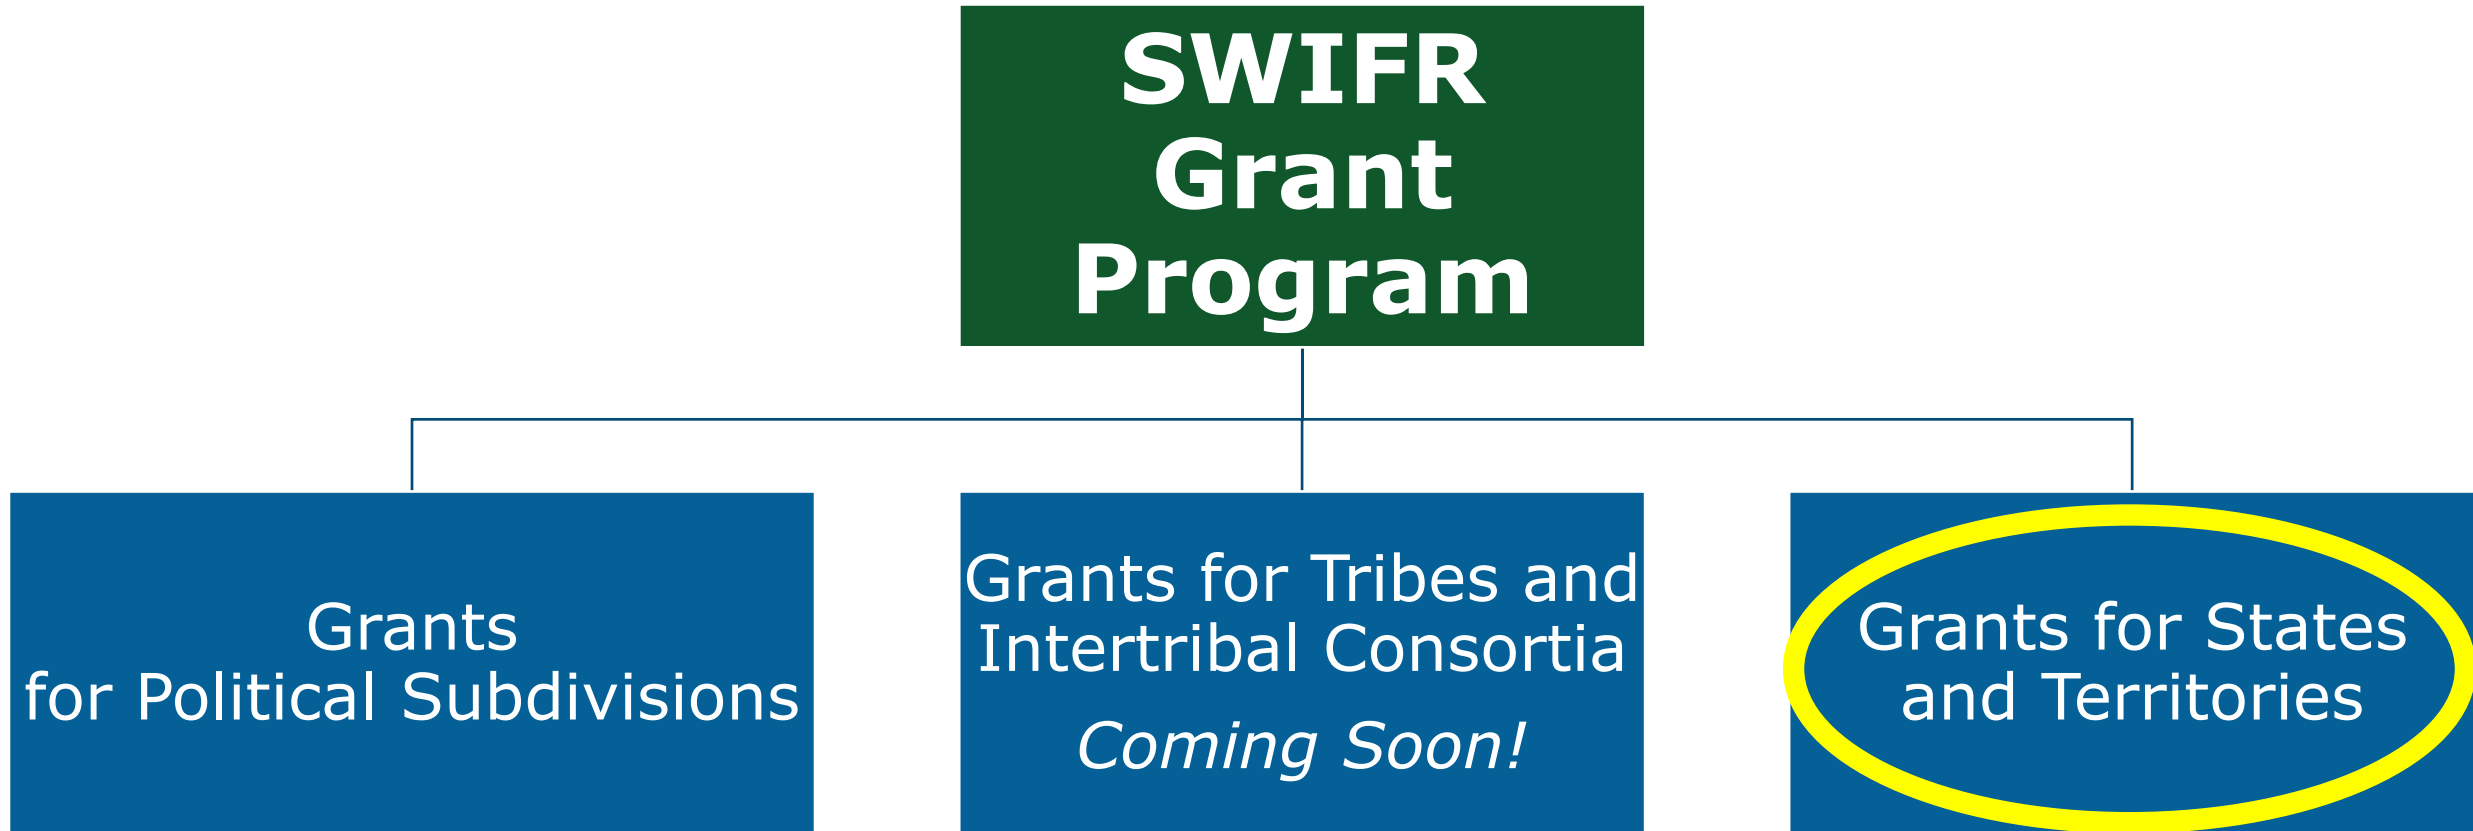 SWIFR
Grant
Program
Grants
for Political Subdivisions
Grants for Tribes and
Intertribal Consortia
Coming Soon!
Grants for States
and Territories